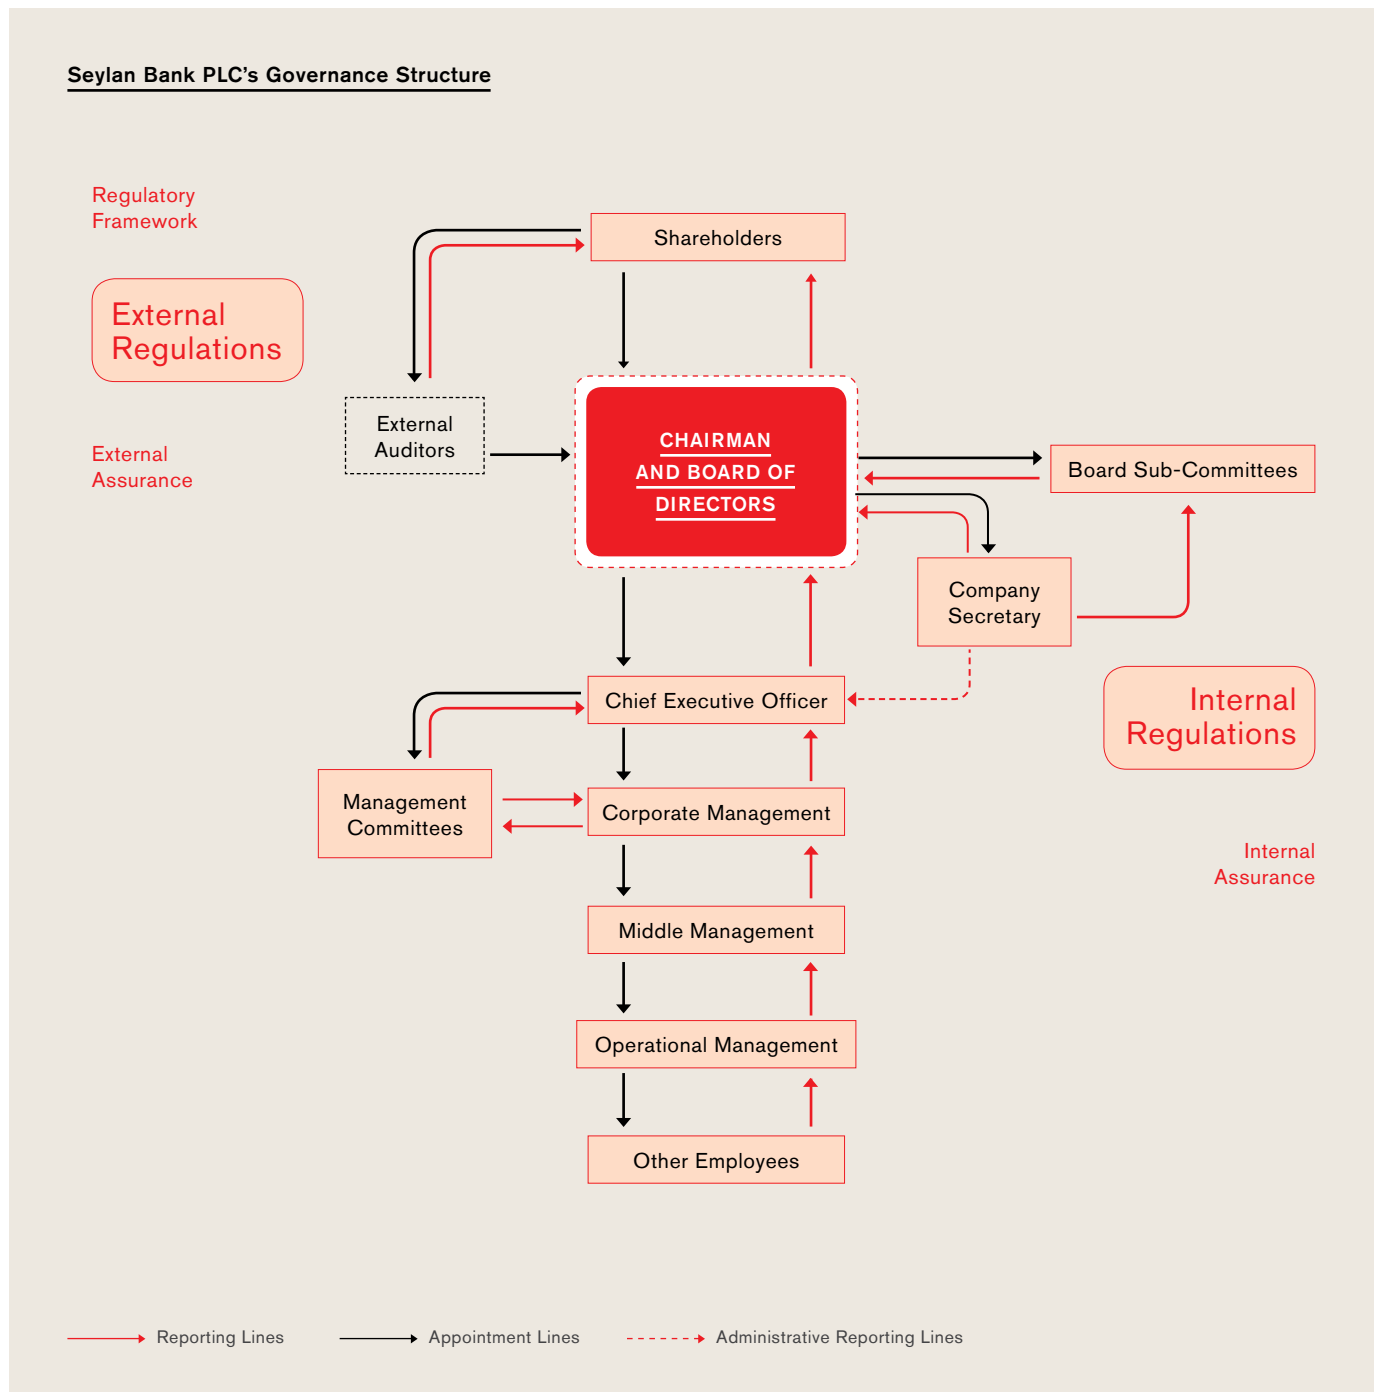 Seylan Bank PLC’s Governance Structure
Regulatory
Framework
Shareholders
External
Regulations
External
Auditors
External
Assurance
CHAIRMAN
AND BOARD OF
DIRECTORS
Board Sub-Committees
Company
Secretary
Chief Executive Officer
Internal
Regulations
Management
Committees
Corporate Management
Internal
Assurance
Middle Management
Operational Management
Other Employees
Reporting Lines
Appointment Lines
Administrative Reporting Lines